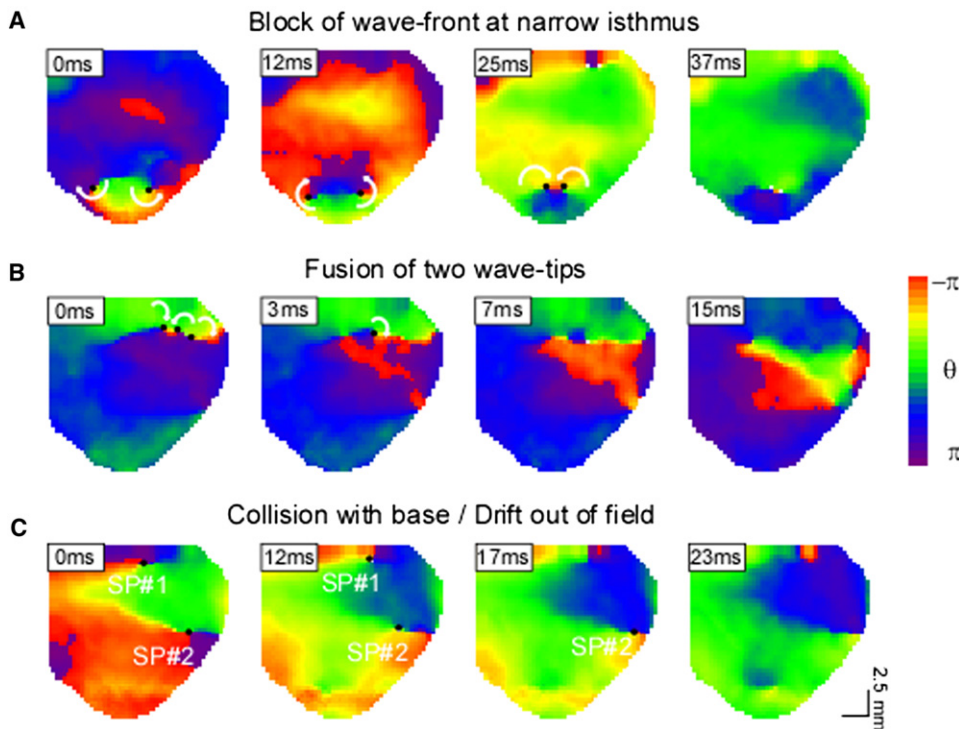 A
Block of wave-front at narrow isthmus
0ms
12ms
25ms
37ms
B
Fusion of two wave-tips
0ms
3ms
7ms
15ms
-π
θ
π
C
Collision with base / Drift out of field
0ms
12ms
17ms
23ms
SP#1
SP#1
SP#2
SP#2
SP#2
2.5 mm